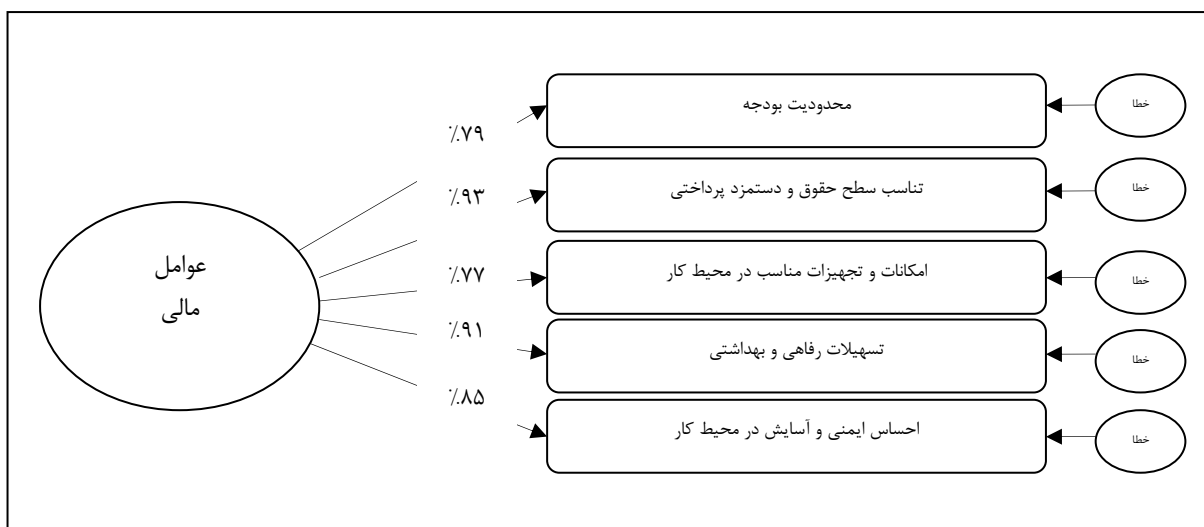 محدودیت بودجه
خطا
٪۷۹
تناسب سطح حقوق و دستمزد پرداختی
خطا
٪۹۳
عوامل
مالی
امکانات و تجهیزات مناسب در محیط کار
خطا
٪۷۷
تسهیلات رفاهی و بهداشتی
خطا
٪۹۱
احساس ایمنی و آسایش در محیط کار
خطا
٪۸۵